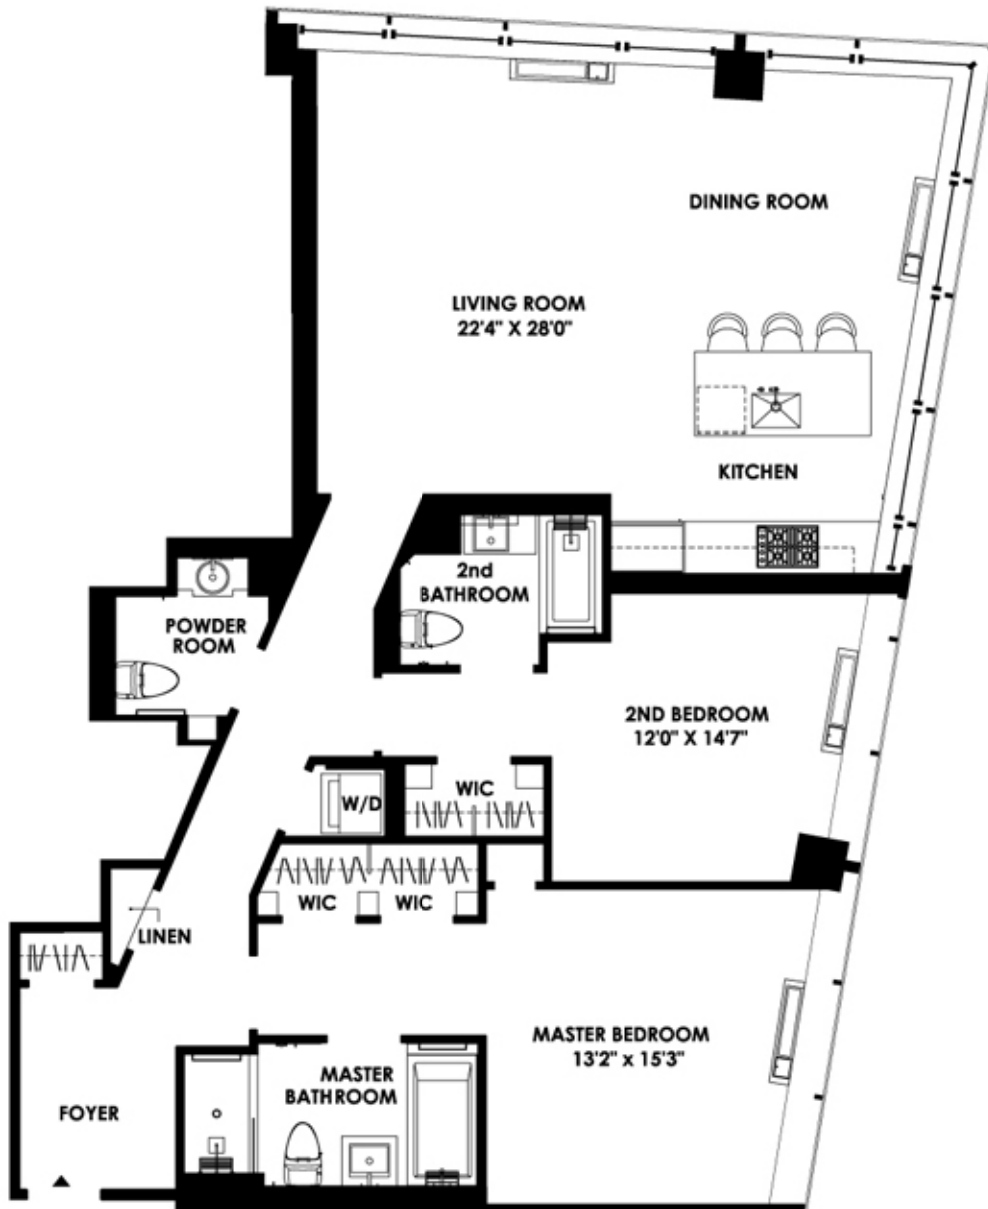 DINING ROOM
LIVING ROOM
22'4" X 28'0"
KITCHEN
2nd
BATHROOM
POWDER
ROOM
2ND BEDROOM
12'0" X 14'7"
W/D
WIC
WIC
WIC
LINEN
MASTER BEDROOM
13'2" x 15'3"
MASTER
BATHROOM
FOYER